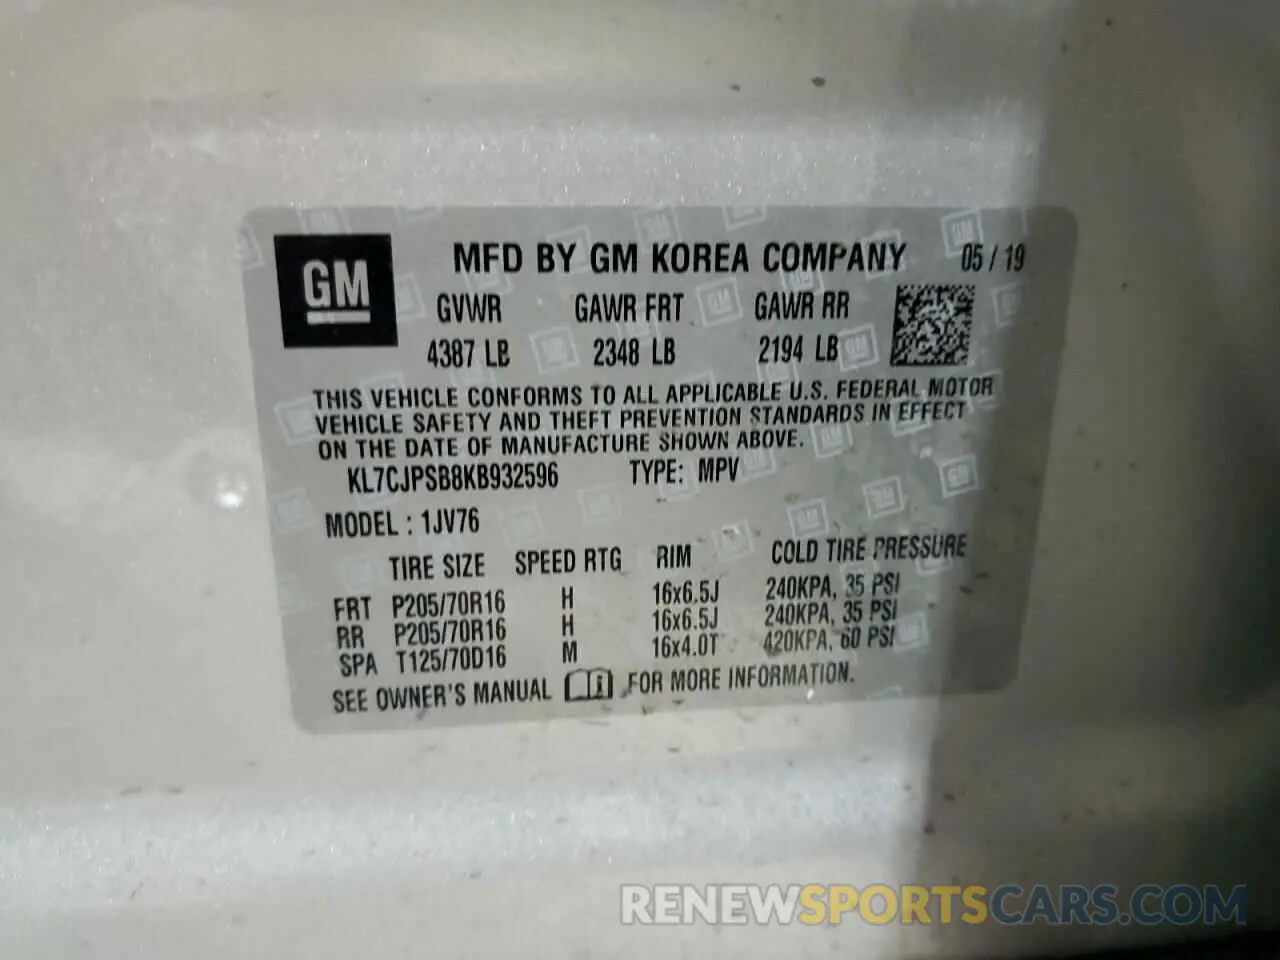 GM
MFD BY GM KOREA COMPANY 05 / 19
GVWR GAWR FRT GAWR RR
4387 LB 2348 LB 2194 LB
THIS VEHICLE CONFORMS TO ALL APPLICABLE U.S. FEDERAL MOTOR
VEHICLE SAFETY AND THEFT PREVENTION STANDARDS IN EFFECT
ON THE DATE OF MANUFACTURE SHOWN ABOVE.
KL7CJPSB8KB932596 TYPE: MPV
MODEL : 1JV76
TIRE SIZE SPEED RTG RIM COLD TIRE PRESSURE
FRT P205/70R16 H 16x6.5J 240KPA, 35 PSI
RR P205/70R16 H 16x6.5J 240KPA, 35 PSI
SPA T125/70D16 M 16x4.0T 420KPA, 60 PSI
SEE OWNER'S MANUAL FOR MORE INFORMATION.
RENEWSPORTSCARS.COM